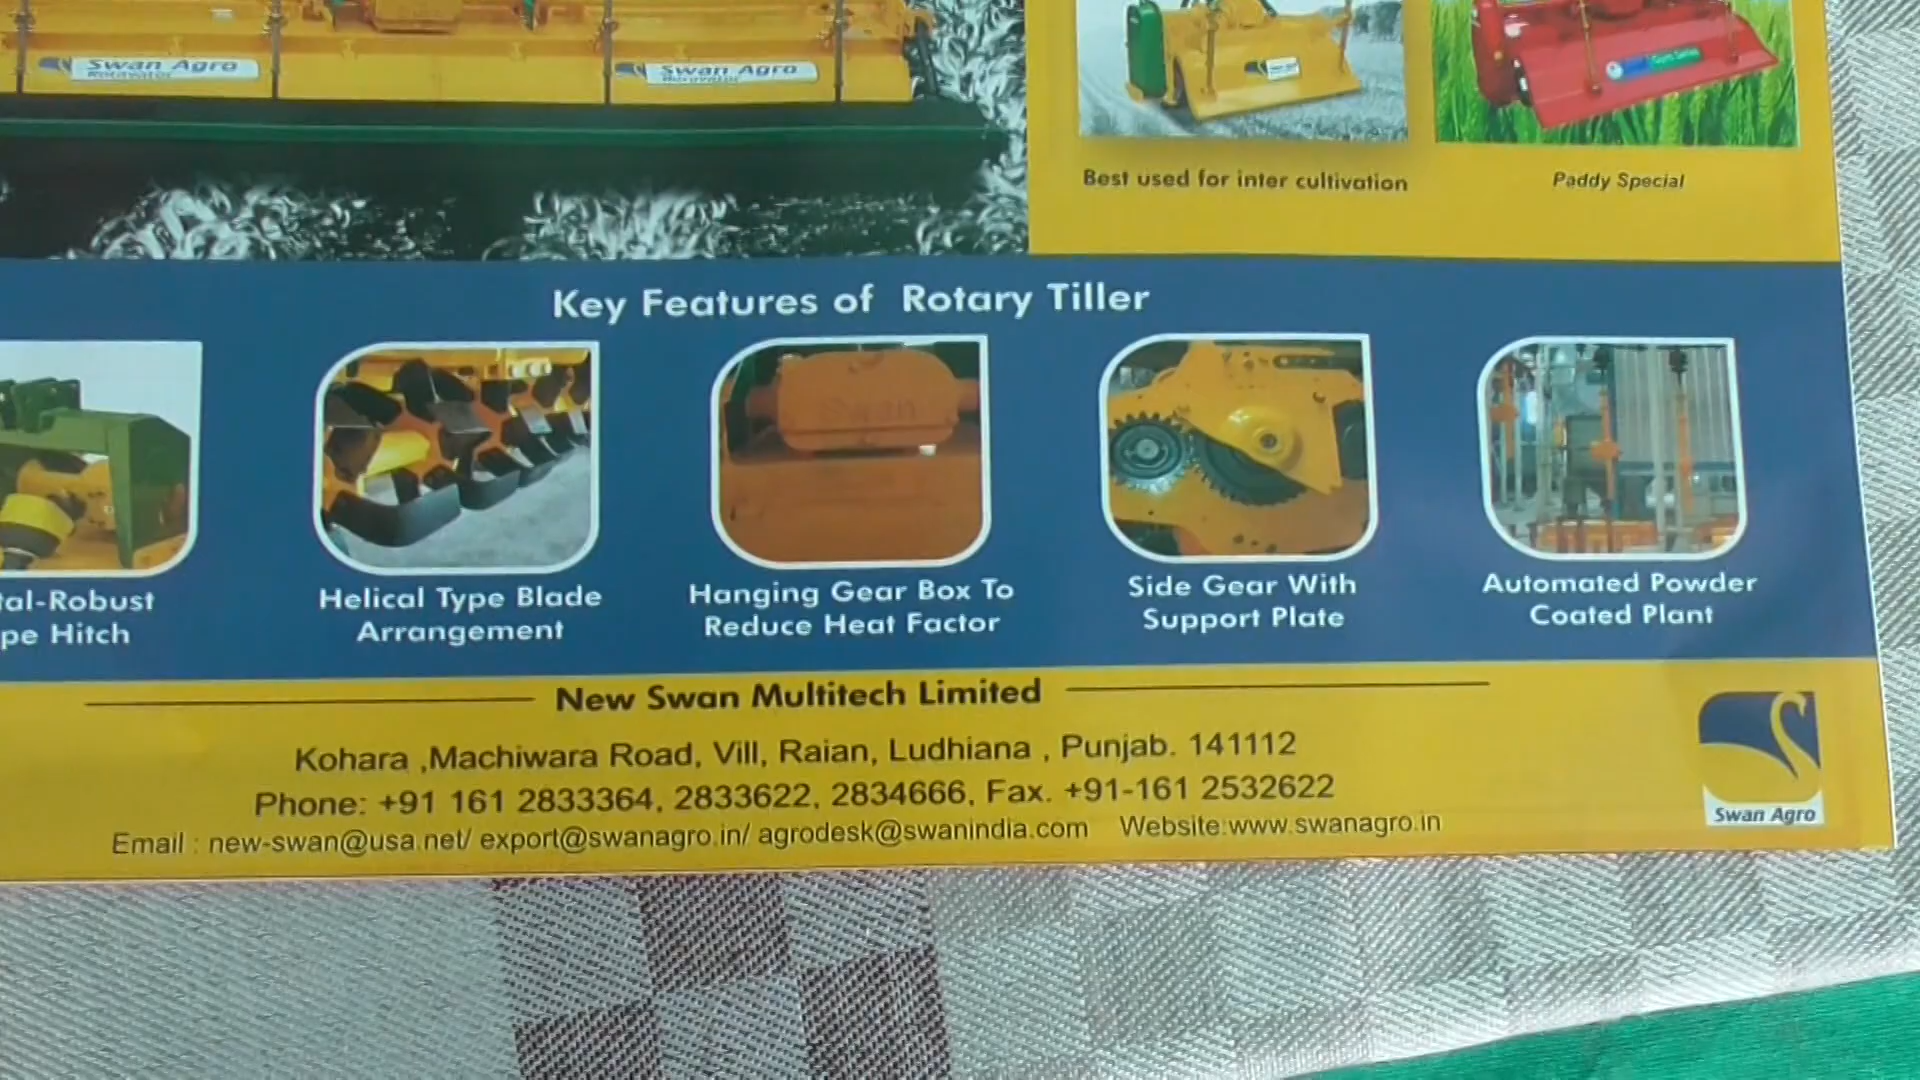 Swan Agro
Rotavator
Swan Agro
Rotavator
Best used for inter cultivation
Paddy Special
Key Features of Rotary Tiller
Swan
tal-Robust
pe Hitch
Helical Type Blade
Arrangement
Hanging Gear Box To
Reduce Heat Factor
Side Gear With
Support Plate
Automated Powder
Coated Plant
New Swan Multitech Limited
Kohara ,Machiwara Road, Vill, Raian, Ludhiana , Punjab. 141112
Phone: +91 161 2833364, 2833622, 2834666, Fax. +91-161 2532622
Email : new-swan@usa.net/ export@swanagro.in/ agrodesk@swanindia.com Website:www.swanagro.in
Swan Agro